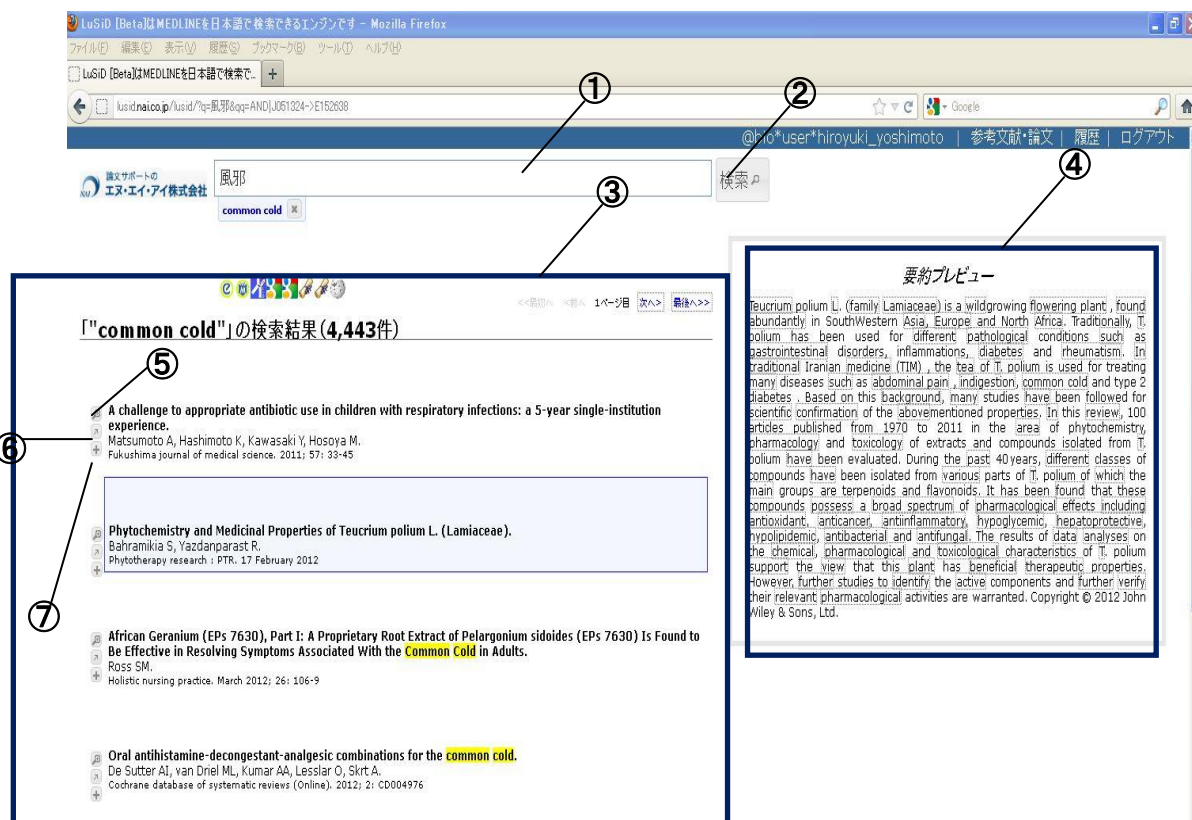 LuSiD [Beta]はMEDLINEを日本語で検索できるエンジンです - Mozilla Firefox
ファイル(F) 編集(E) 表示(V) 履歴(S) ブックマーク(B) ツール(T) ヘルプ(H)
LuSiD [Beta]はMEDLINEを日本語で検索で... +
① ②
lusid.nai.co.jp/lusid/?q=風邪&qq=AND|J051324->E152638 Google
@bio*user*hiroyuki_yoshimoto | 参考文献・論文 | 履歴 | ログアウト
④
論文サポートの
NAI エヌ・エイ・アイ株式会社 風邪 検索
③
common cold ×
要約プレビュー
<<最初へ <前へ 1ページ目 次へ> 最後へ>>
「"common cold"」の検索結果(4,443件)
⑤
A challenge to appropriate antibiotic use in children with respiratory infections: a 5-year single-institution
experience.
Matsumoto A, Hashimoto K, Kawasaki Y, Hosoya M.
⑥
Fukushima journal of medical science. 2011; 57: 33-45
Phytochemistry and Medicinal Properties of Teucrium polium L. (Lamiaceae).
Bahramikia S, Yazdanparast R.
Phytotherapy research : PTR. 17 February 2012
⑦
African Geranium (EPs 7630), Part I: A Proprietary Root Extract of Pelargonium sidoides (EPs 7630) Is Found to
Be Effective in Resolving Symptoms Associated With the Common Cold in Adults.
Ross SM.
Holistic nursing practice. March 2012; 26: 106-9
Oral antihistamine-decongestant-analgesic combinations for the common cold.
De Sutter AI, van Driel ML, Kumar AA, Lesslar O, Skrt A.
Cochrane database of systematic reviews (Online). 2012; 2: CD004976
Teucrium polium L. (family Lamiaceae) is a wildgrowing flowering plant , found
abundantly in SouthWestern Asia, Europe and North Africa. Traditionally, T.
polium has been used for different pathological conditions such as
gastrointestinal disorders, inflammations, diabetes and rheumatism. In
traditional Iranian medicine (TIM) , the tea of T. polium is used for treating
many diseases such as abdominal pain , indigestion, common cold and type 2
diabetes . Based on this background, many studies have been followed for
scientific confirmation of the abovementioned properties. In this review, 100
articles published from 1970 to 2011 in the area of phytochemistry,
pharmacology and toxicology of extracts and compounds isolated from T.
polium have been evaluated. During the past 40 years, different classes of
compounds have been isolated from various parts of T. polium of which the
main groups are terpenoids and flavonoids. It has been found that these
compounds possess a broad spectrum of pharmacological effects including
antioxidant, anticancer, antiinflammatory, hypoglycemic, hepatoprotective,
hypolipidemic, antibacterial and antifungal. The results of data analyses on
the chemical, pharmacological and toxicological characteristics of T. polium
support the view that this plant has beneficial therapeutic properties.
However, further studies to identify the active components and further verify
their relevant pharmacological activities are warranted. Copyright © 2012 John
Wiley & Sons, Ltd.